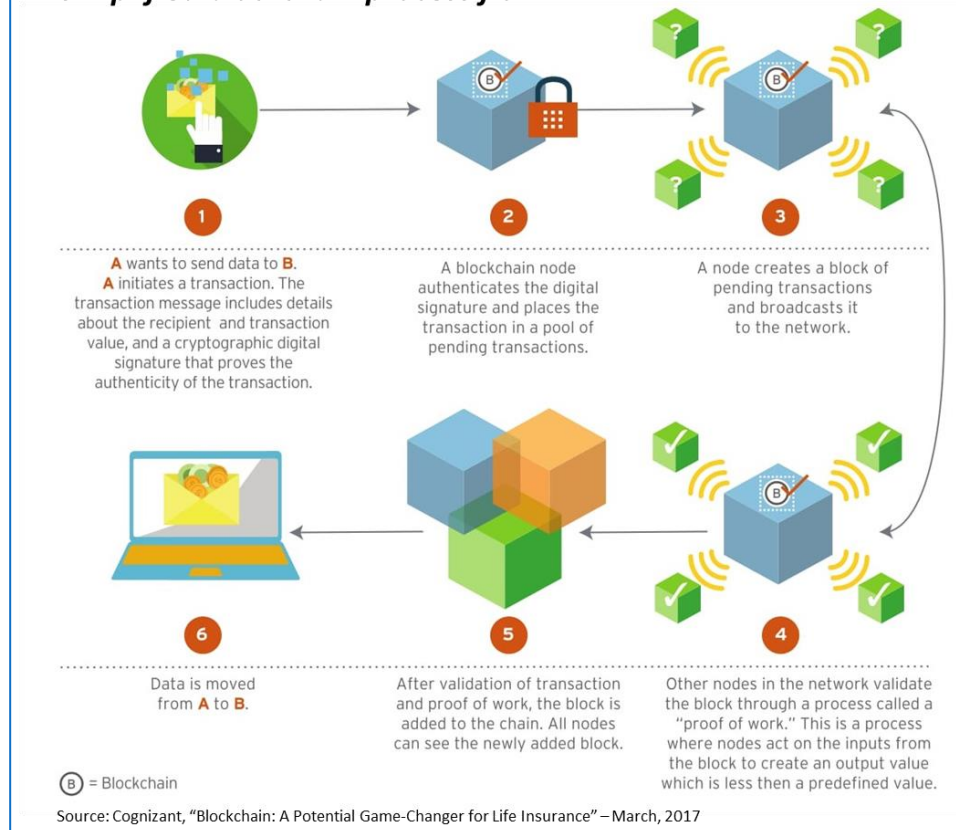 1
2
3
A wants to send data to B.
A initiates a transaction. The
transaction message includes details
about the recipient and transaction
value, and a cryptographic digital
signature that proves the
authenticity of the transaction.
A blockchain node
authenticates the digital
signature and places the
transaction in a pool of
pending transactions.
A node creates a block of
pending transactions
and broadcasts it
to the network.
B
B
?
?
?
?
6
5
4
B
Data is moved
from A to B.
After validation of transaction
and proof of work, the block is
added to the chain. All nodes
can see the newly added block.
Other nodes in the network validate
the block through a process called a
“proof of work.” This is a process
where nodes act on the inputs from
the block to create an output value
which is less then a predefined value.
B = Blockchain
Source: Cognizant, “Blockchain: A Potential Game-Changer for Life Insurance” – March, 2017